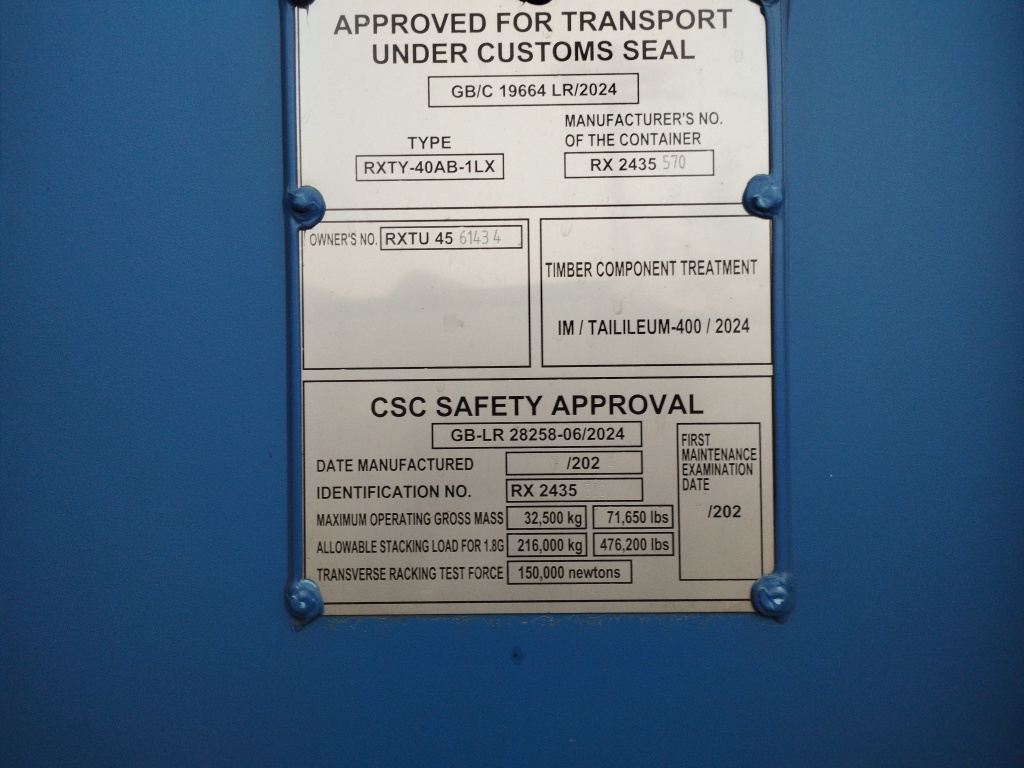 APPROVED FOR TRANSPORT
UNDER CUSTOMS SEAL
GB/C 19664 LR/2024
TYPE
RXTY-40AB-1LX
MANUFACTURER'S NO.
OF THE CONTAINER
RX 2435 570
OWNER'S NO. RXTU 45 6143 4
TIMBER COMPONENT TREATMENT
IM / TAILILEUM-400 / 2024
CSC SAFETY APPROVAL
GB-LR 28258-06/2024
DATE MANUFACTURED /202
IDENTIFICATION NO. RX 2435
MAXIMUM OPERATING GROSS MASS 32,500 kg 71,650 lbs
ALLOWABLE STACKING LOAD FOR 1.8G 216,000 kg 476,200 lbs
TRANSVERSE RACKING TEST FORCE 150,000 newtons
FIRST
MAINTENANCE
EXAMINATION
DATE
/202